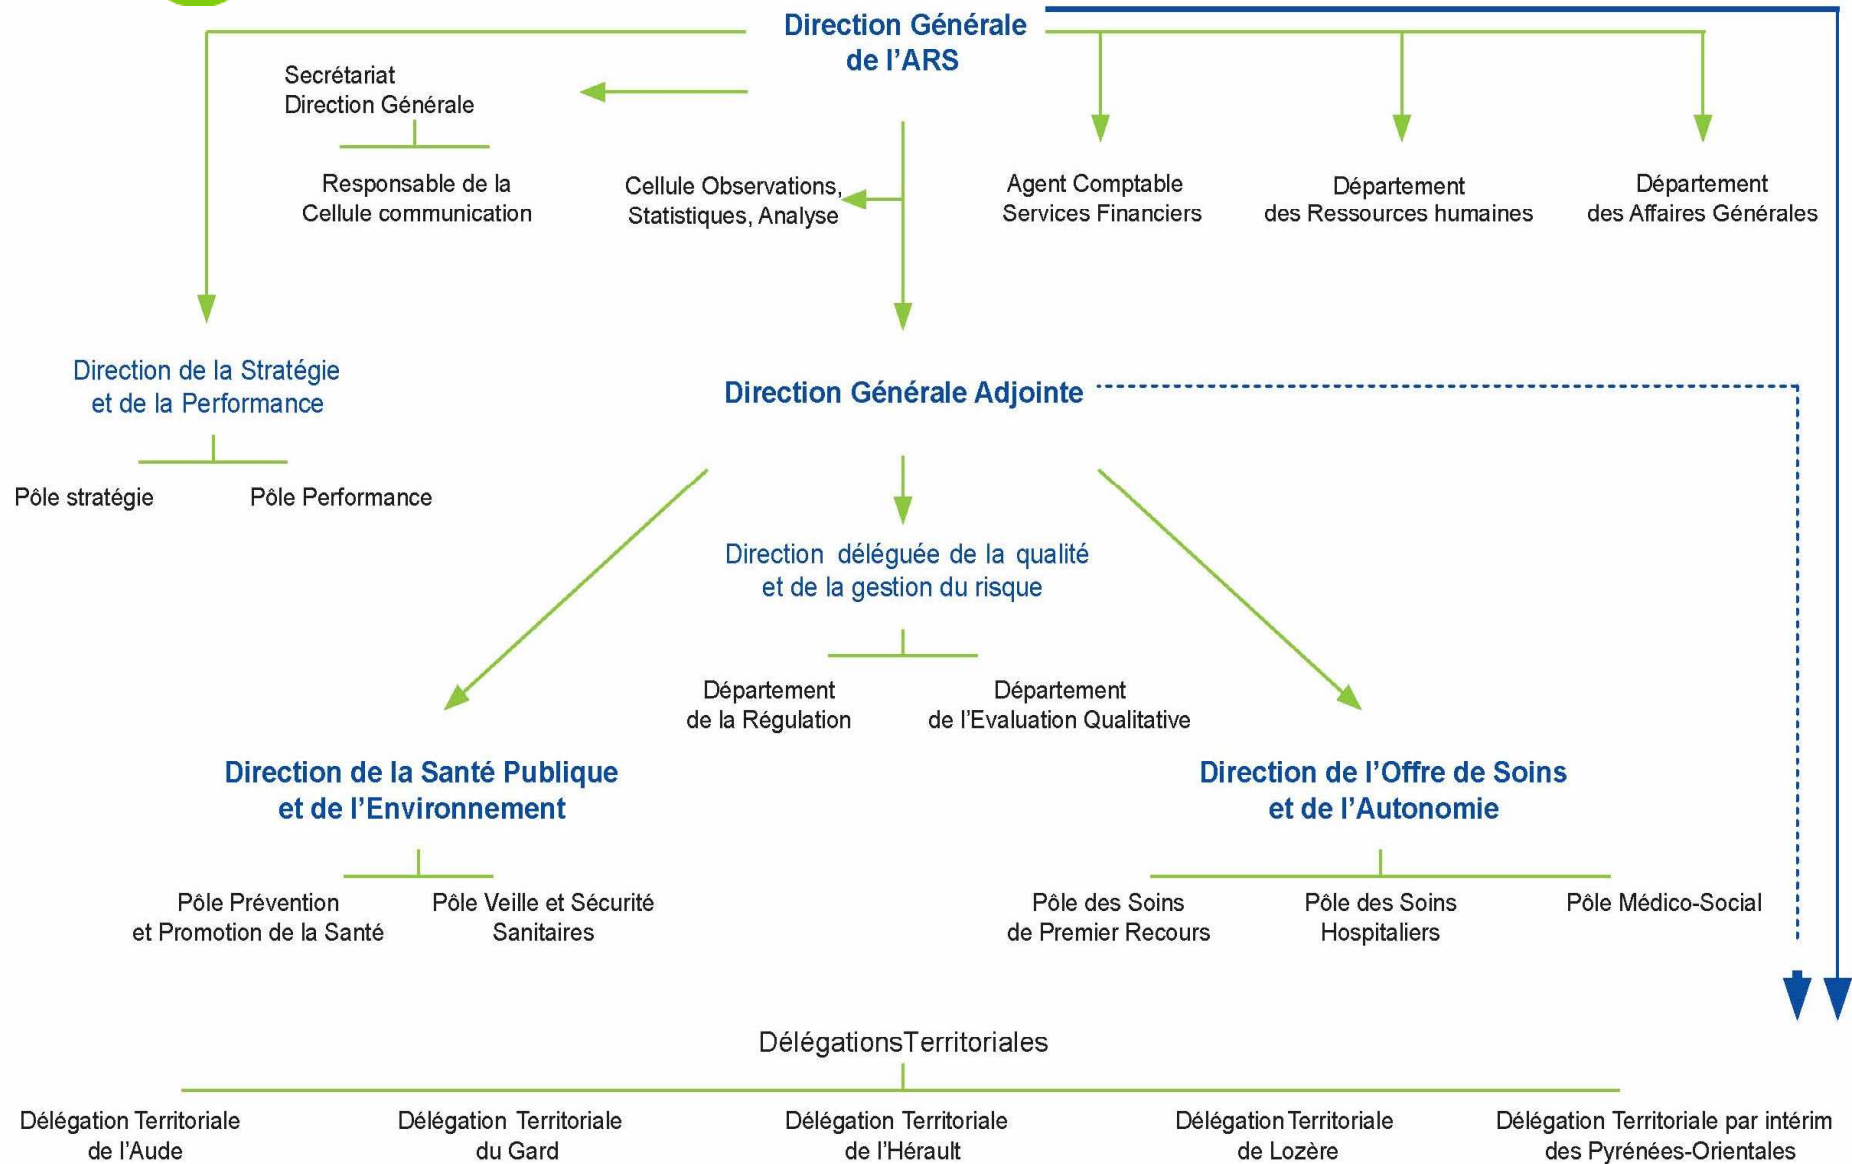 Direction Générale
de l'ARS
Secrétariat
Direction Générale
Responsable de la
Cellule communication
Cellule Observations,
Statistiques, Analyse
Agent Comptable
Services Financiers
Département
des Ressources humaines
Département
des Affaires Générales
Direction de la Stratégie
et de la Performance
Pôle stratégie
Pôle Performance
Direction Générale Adjointe
Direction déléguée de la qualité
et de la gestion du risque
Département
de la Régulation
Département
de l'Evaluation Qualitative
Direction de la Santé Publique
et de l'Environnement
Pôle Prévention
et Promotion de la Santé
Pôle Veille et Sécurité
Sanitaires
Direction de l'Offre de Soins
et de l'Autonomie
Pôle des Soins
de Premier Recours
Pôle des Soins
Hospitaliers
Pôle Médico-Social
DélégationsTerritoriales
Délégation Territoriale
de l'Aude
Délégation Territoriale
du Gard
Délégation Territoriale
de l'Hérault
Délégation Territoriale
de Lozère
Délégation Territoriale par intérim
des Pyrénées-Orientales